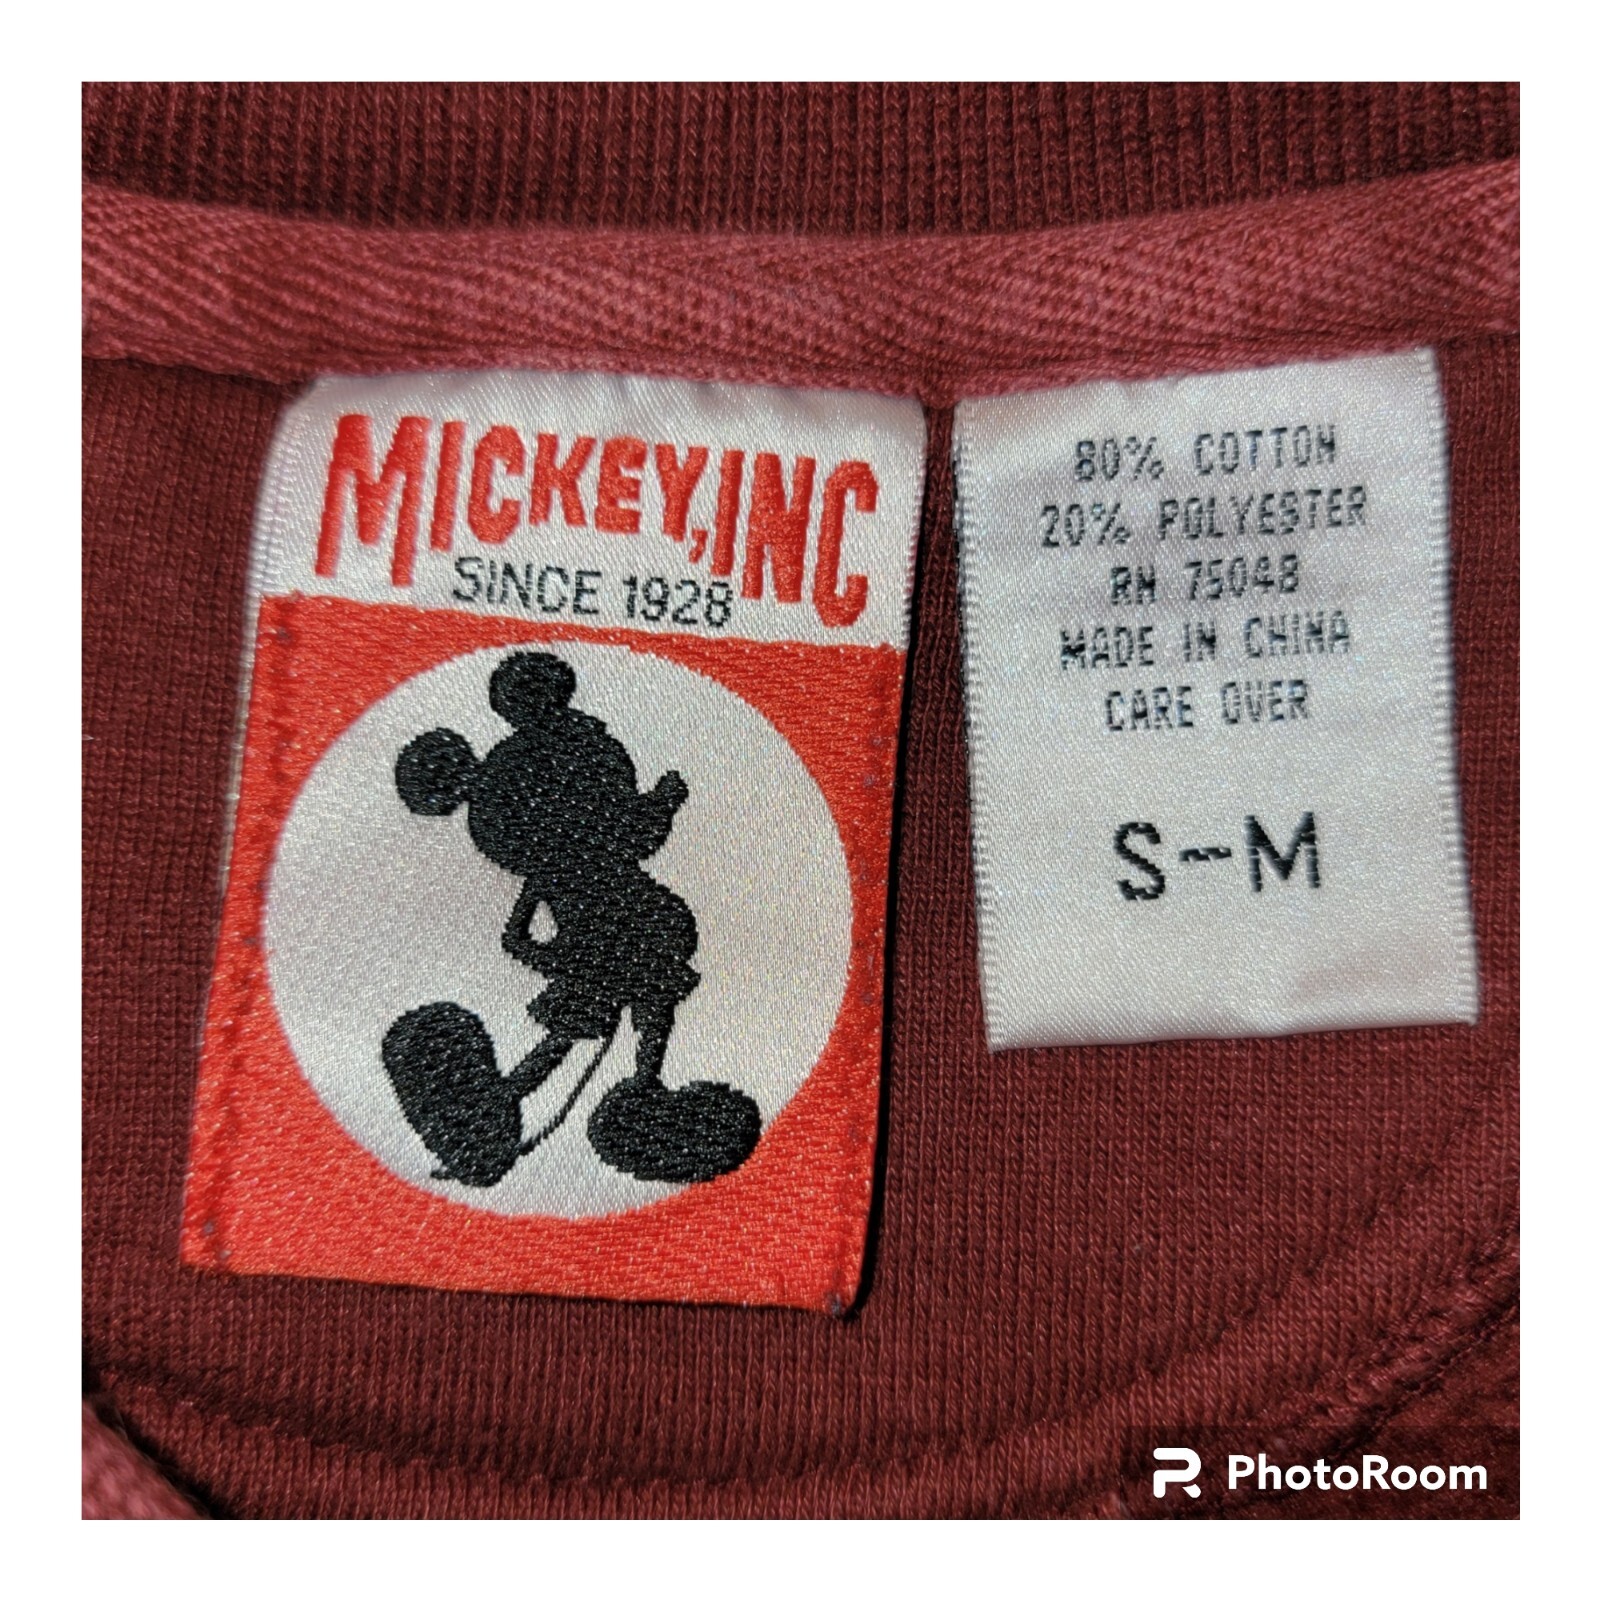 MICKEY, INC
SINCE 1928
80% COTTON
20% POLYESTER
RN 75048
MADE IN CHINA
CARE OVER
S-M
PhotoRoom